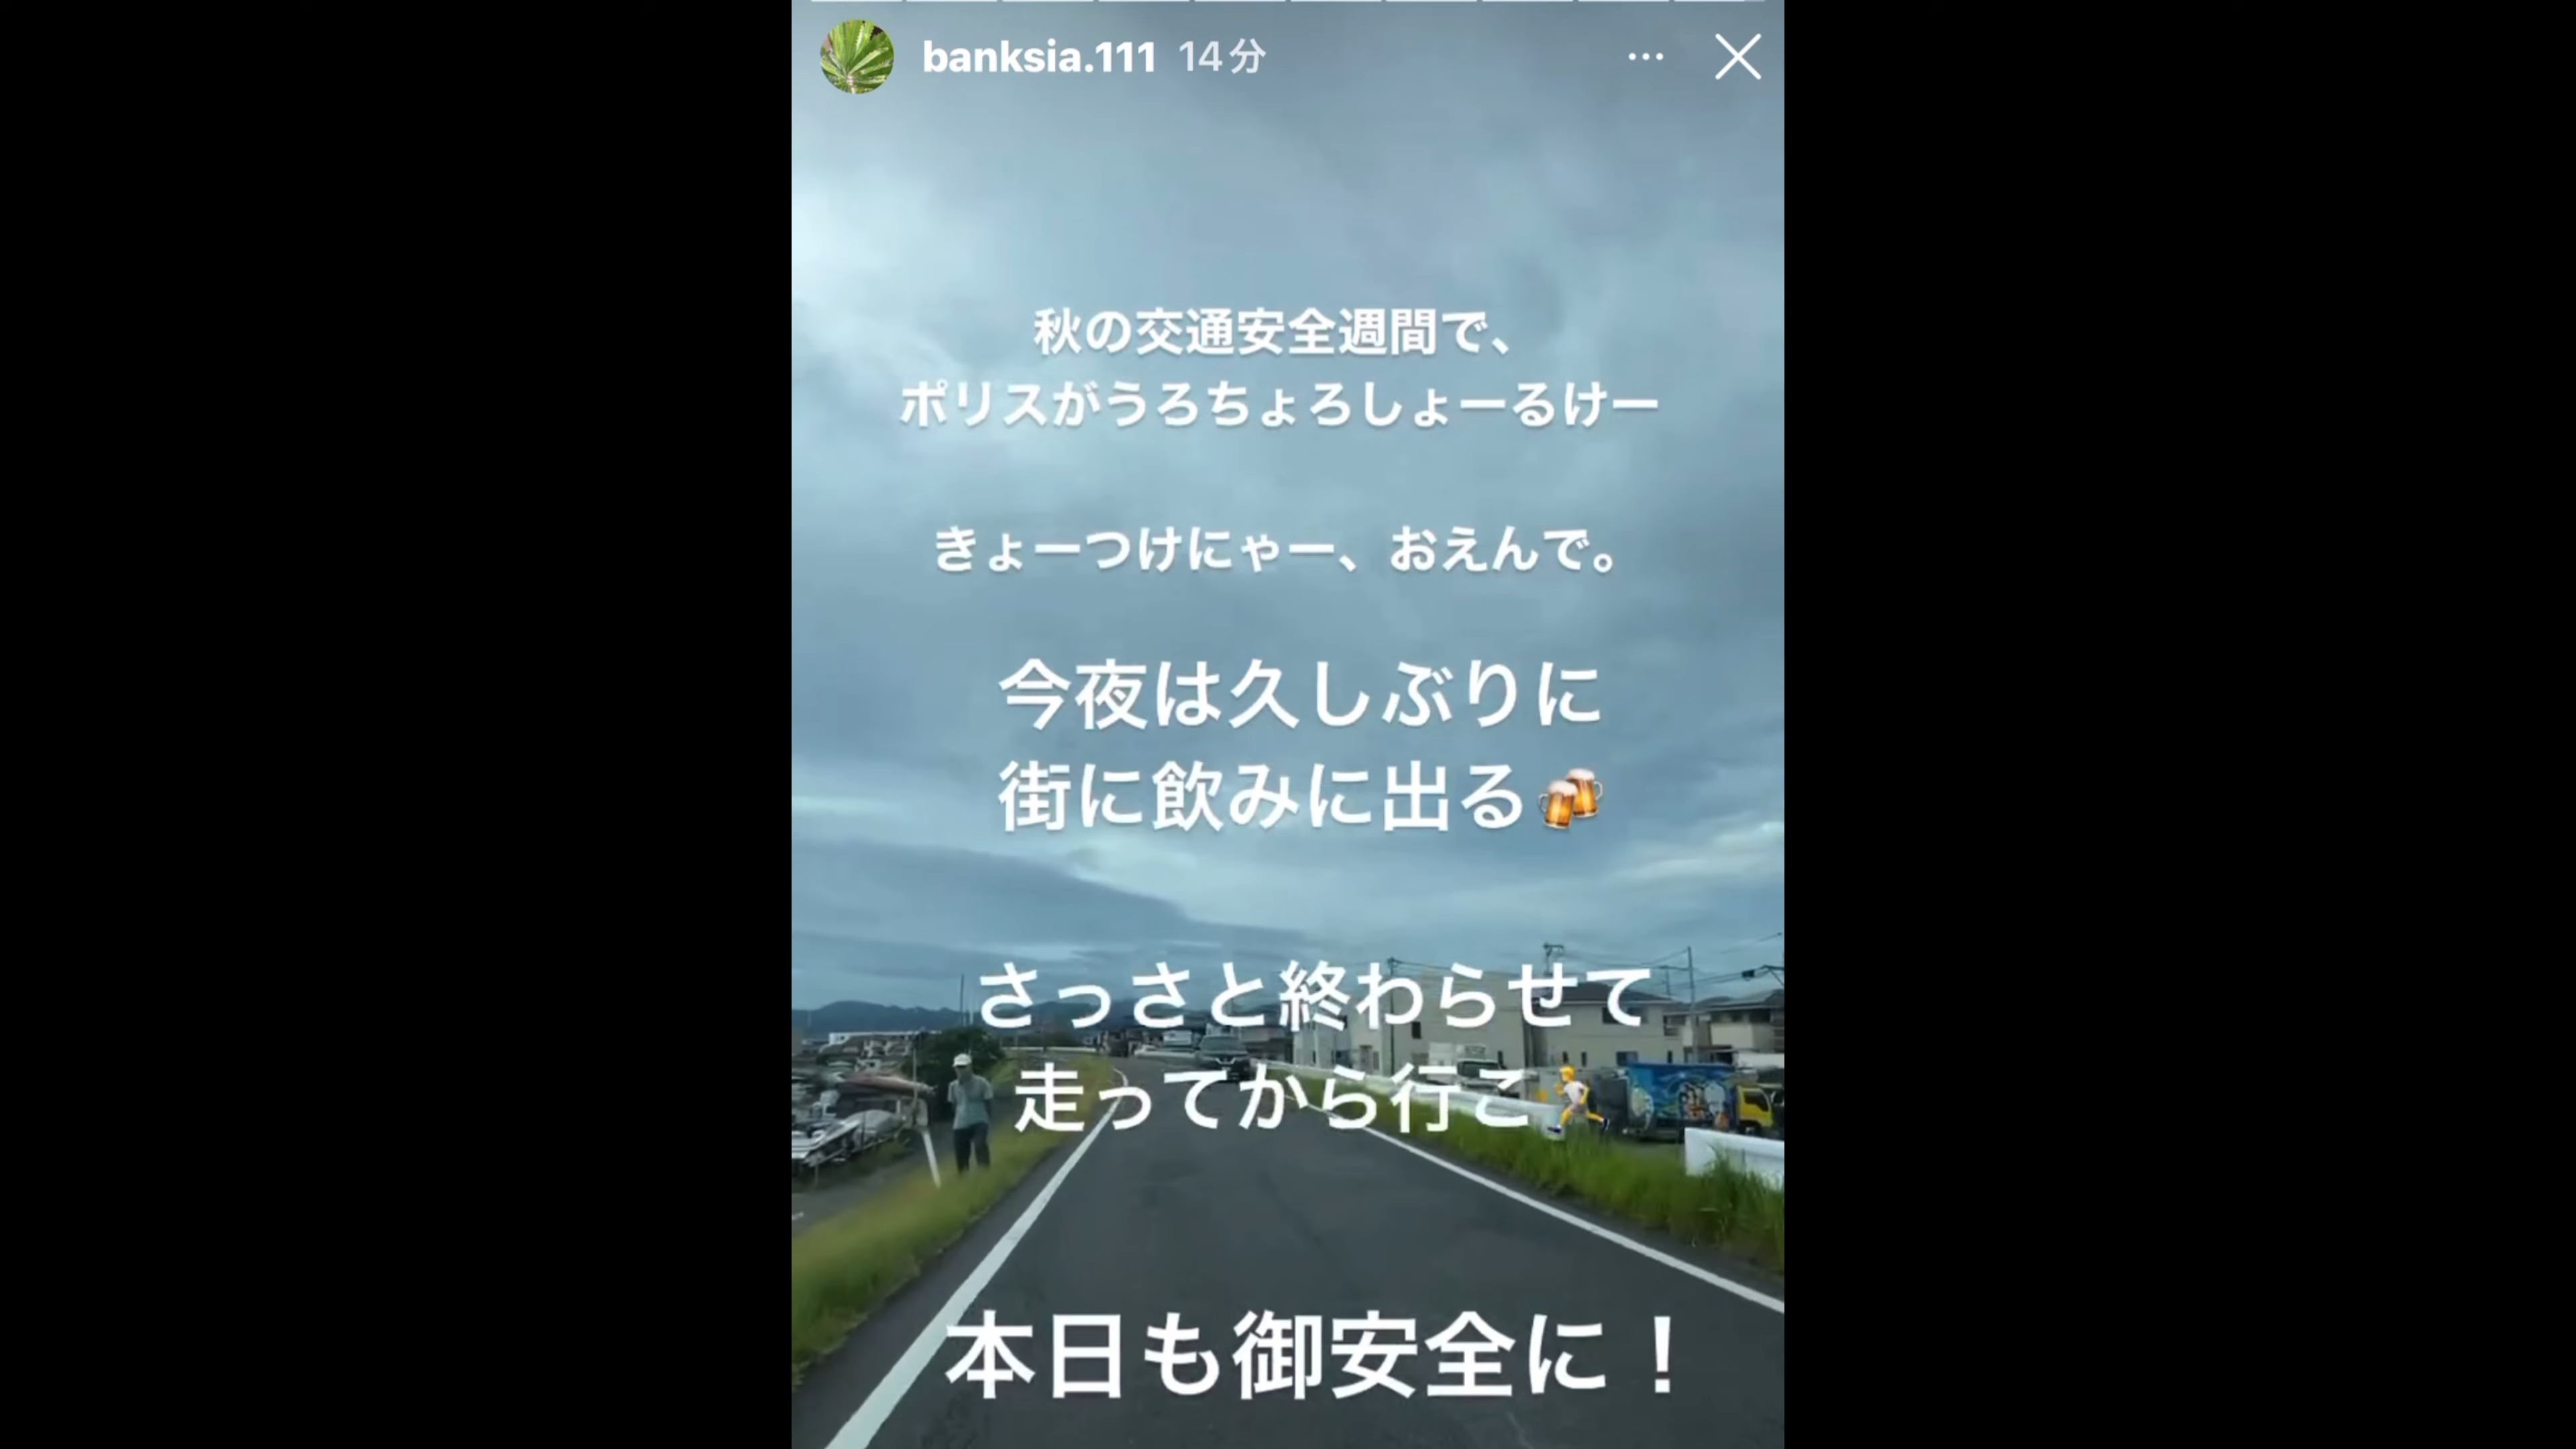 banksia.111 14分
秋の交通安全週間で、
ポリスがうろちょろしょーるけー
きょーつけにゃー、おえんで。
今夜は久しぶりに
街に飲みに出る🍻
さっさと終わらせて
走ってから行こ🏃
本日も御安全に！